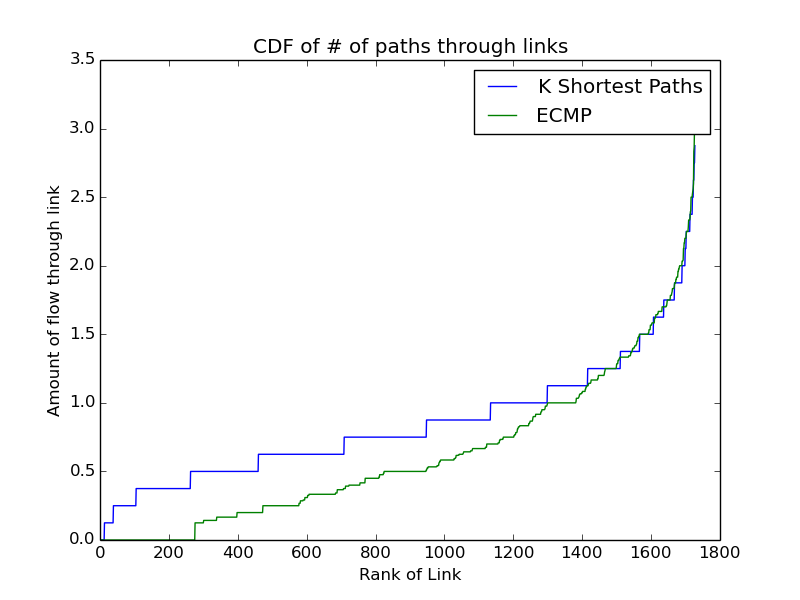 CDF of # of paths through links
3.5
3.0
2.5
2.0
1.5
1.0
0.5
0.0
Amount of flow through link
K Shortest Paths
ECMP
0 200 400 600 800 1000 1200 1400 1600 1800
Rank of Link